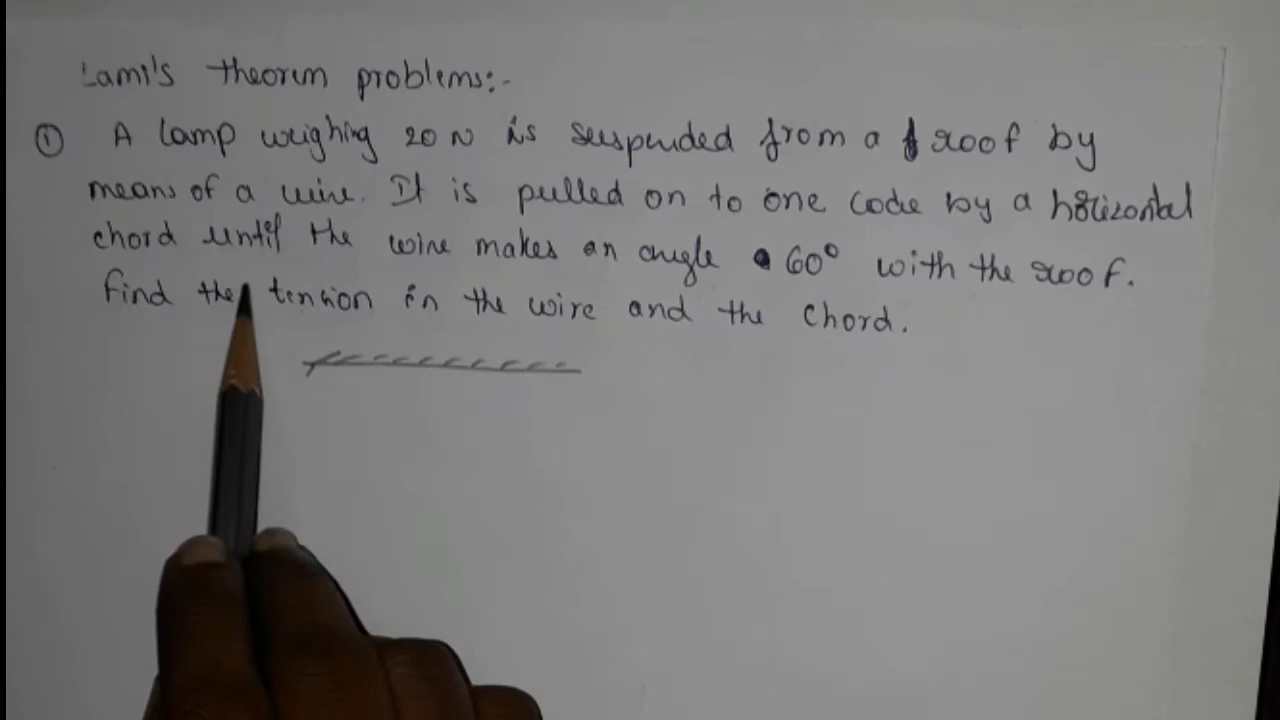 Lami's theorem problems:-
① A lamp weighing 20 N is suspended from a roof by
means of a wire. It is pulled on to one code by a horizontal
chord until the wire makes an angle 60° with the roof.
Find the tension in the wire and the chord.